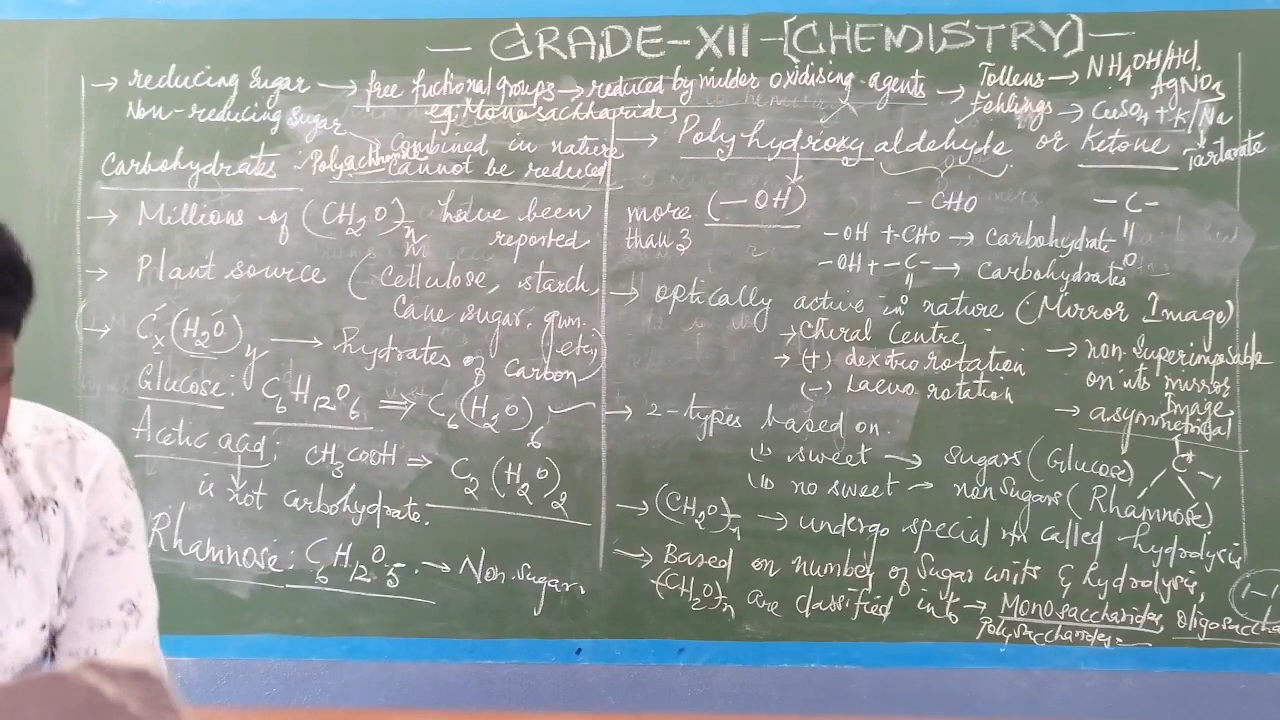 — GRADE-XII -[CHEMISTRY]—
→ reducing Sugar → free fuctional groups → reduced by milder oxidising agents → Tollens → NH4OH/HCl. AgNO3
Non-reducing Sugar eg. Monosacchharides Fehlings → CuSO4 + K/Na Tartarate
Combined in nature
cannot be reduced
Carbohydrates.
→ Millions of (CH2O)n have been
reported
→ Plant source (cellulose, starch,
Cane sugar, gum.
etc)
→ Cx(H2O)y → hydrates of Carbon
Glucose: C6H12O6 ⇒ C6(H2O)6
Acetic acid: CH3COOH ⇒ C2(H2O)2
is not carbohydrate.
Rhamnose: C6H12O5. → Non-Sugar
→ Polyhydroxy aldehyde or Ketone
more (-OH) - CHO -C-
than 3 O
-OH + CHO → carbohydrate
-OH + -C- → Carbohydrates
O
→ optically active in nature (Mirror Image)
→ Chiral Centre
→ (+) dextro rotation
(-) Laevo rotation
→ non-Superimposable
on its mirror
Image
→ asymmetrical
C*
→ 2-types based on.
(i) sweet → Sugars (Glucose)
(ii) no sweet → non Sugars (Rhamnose)
→ (CH2O)n → undergo special rxn called hydrolysis
→ Based on number of Sugar units & hydrolysis,
(CH2O)n are classified into → Monosaccharides, Oligosaccha
Polysaccharides